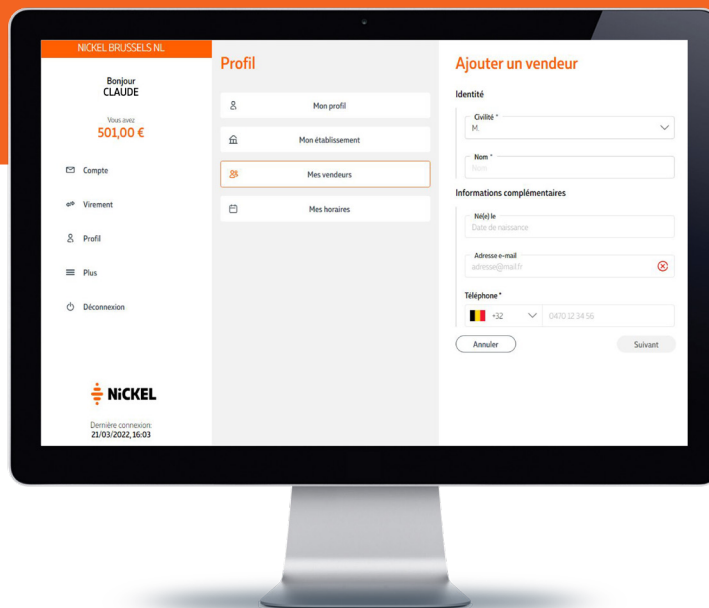 NICKEL BRUSSELS NL
Bonjour
CLAUDE
Vous avez
501,00 €
Compte
Virement
Profil
Plus
Déconnexion
NiCKEL
Dernière connexion:
21/03/2022, 16:03
Profil
Mon profil
Mon établissement
Mes vendeurs
Mes horaires
Ajouter un vendeur
Identité
Civilité *
M.
Nom *
Nom
Informations complémentaires
Né(e) le
Date de naissance
Adresse e-mail
adresse@mail.fr
Téléphone *
+32
0470 12 34 56
Annuler
Suivant